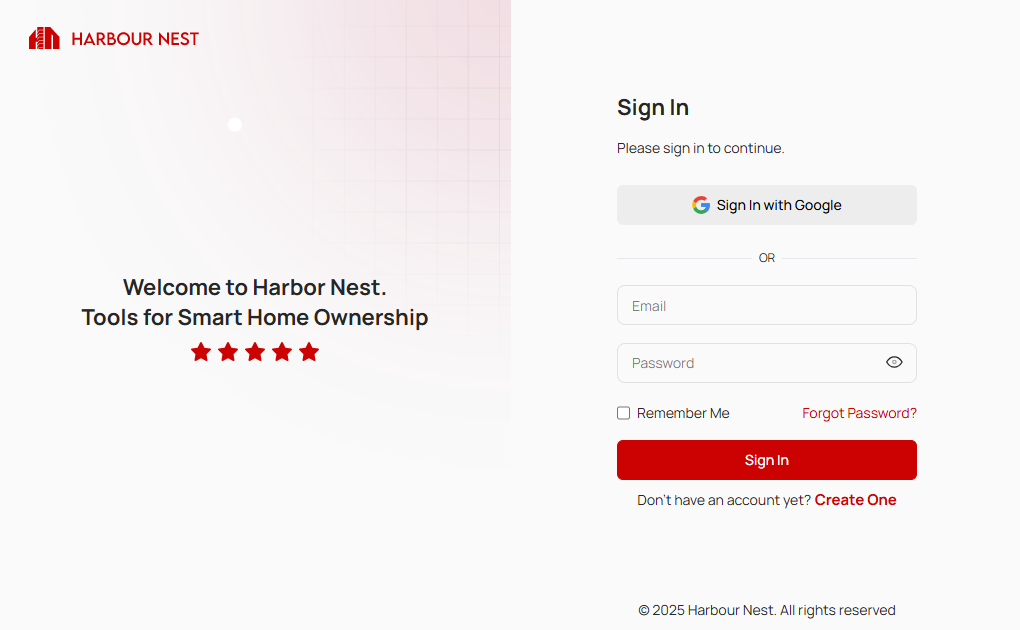 HARBOUR NEST
Welcome to Harbor Nest.
Tools for Smart Home Ownership
Sign In
Please sign in to continue.
Sign In with Google
OR
Email
Password
Remember Me
Forgot Password?
Sign In
Don't have an account yet? Create One
© 2025 Harbour Nest. All rights reserved